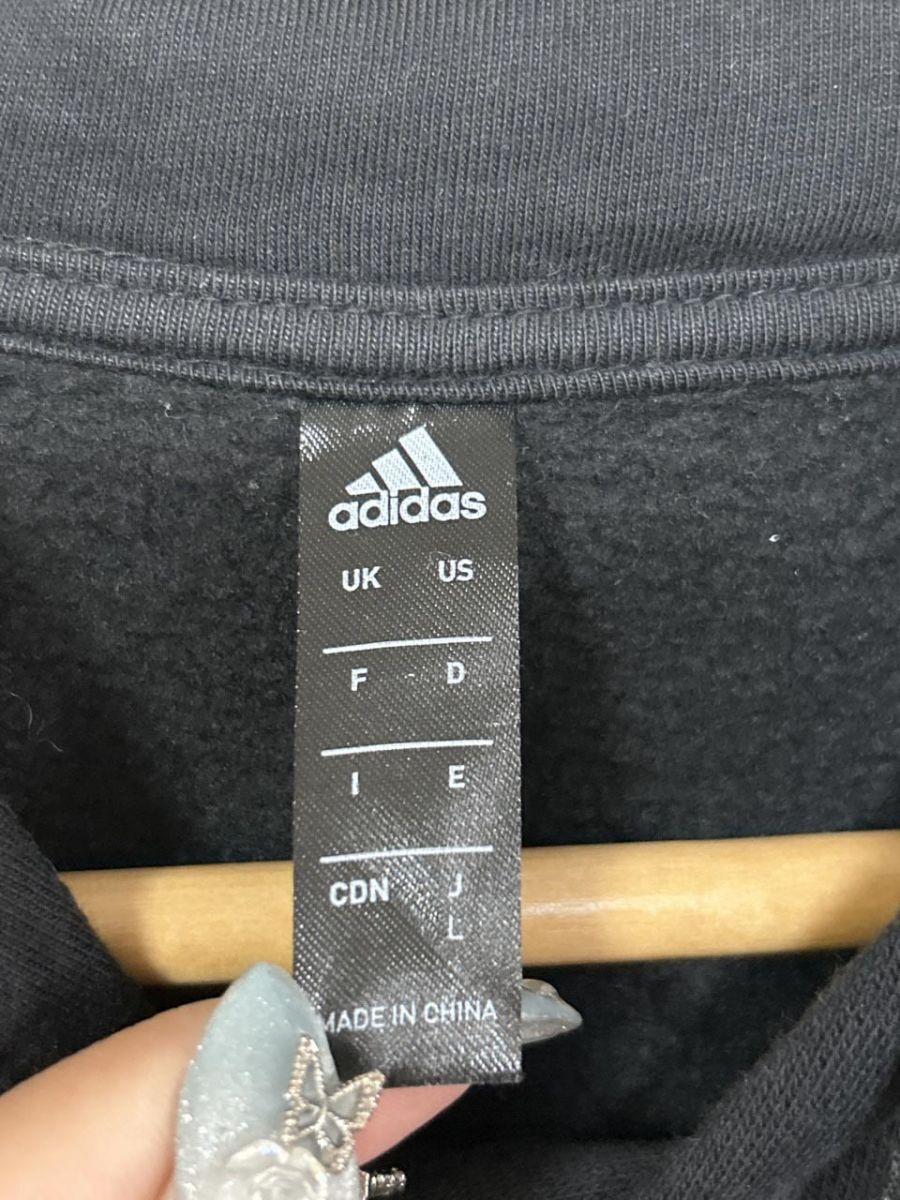 adidas
UK US
F D
I E
CDN J
L
MADE IN CHINA